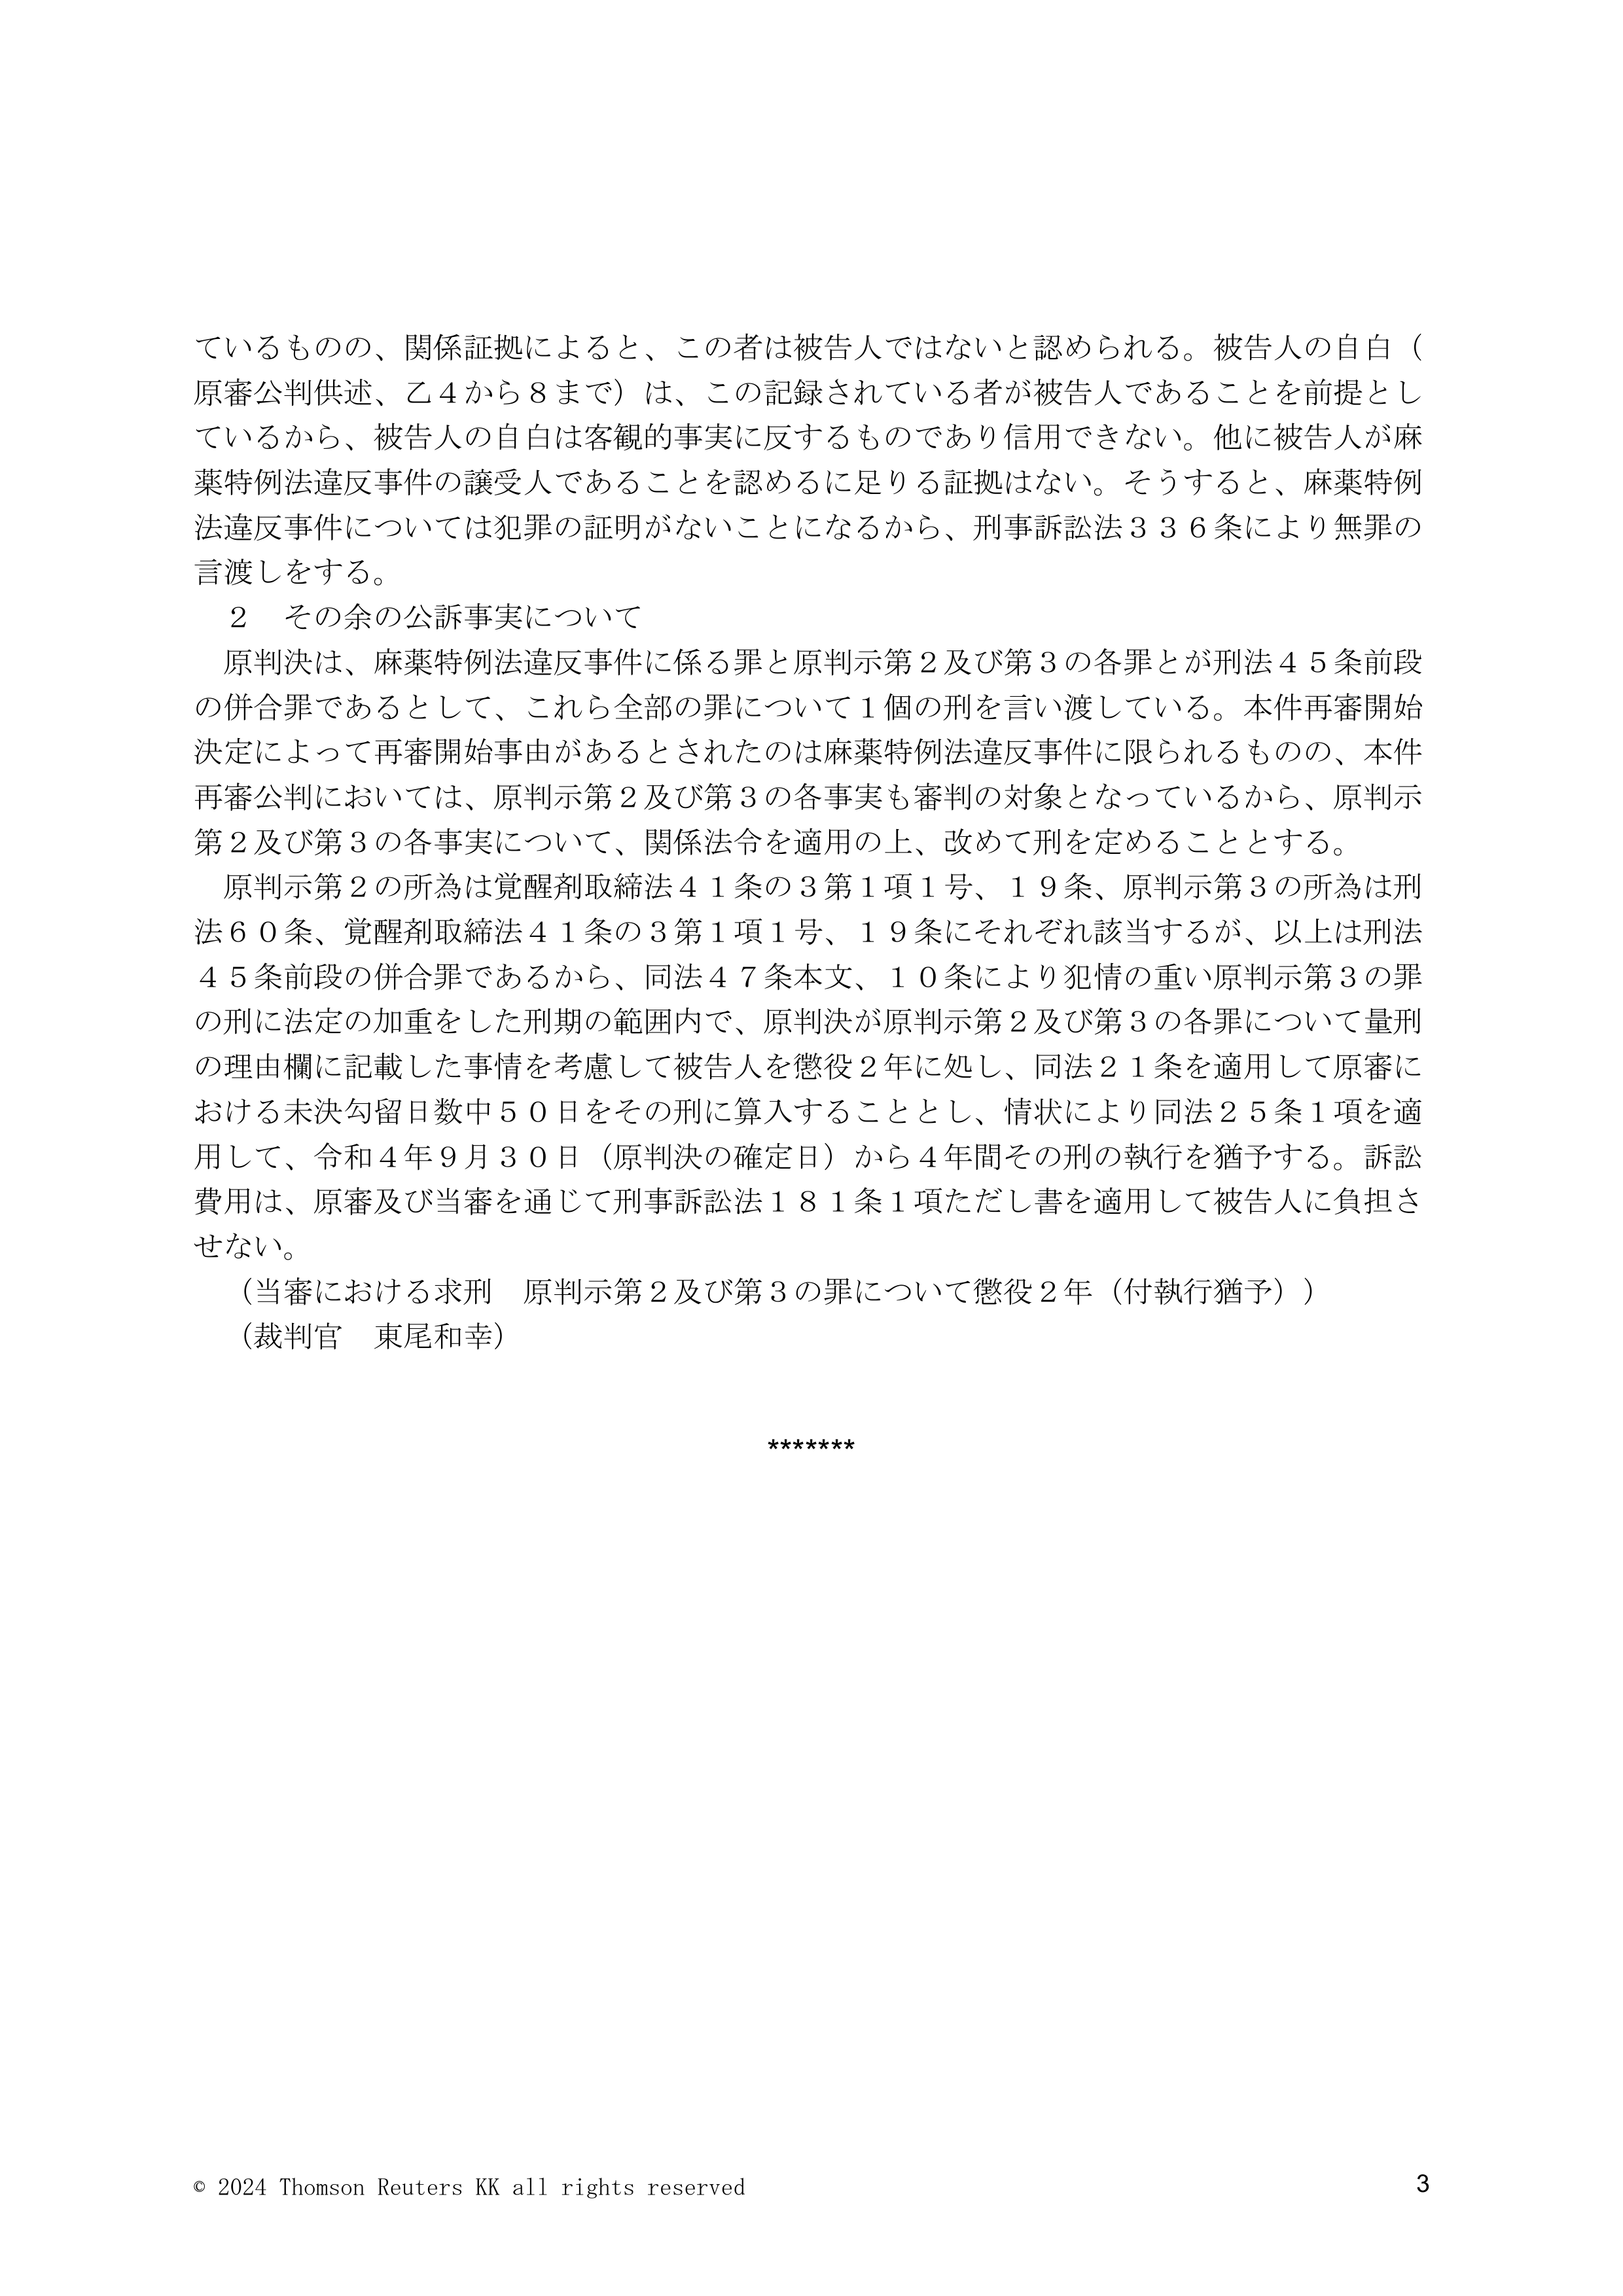 ているものの、関係証拠によると、この者は被告人ではないと認められる。被告人の自白（
原審公判供述、乙４から８まで）は、この記録されている者が被告人であることを前提とし
ているから、被告人の自白は客観的事実に反するものであり信用できない。他に被告人が麻
薬特例法違反事件の譲受人であることを認めるに足りる証拠はない。そうすると、麻薬特例
法違反事件については犯罪の証明がないことになるから、刑事訴訟法３３６条により無罪の
言渡しをする。
　２　その余の公訴事実について
　原判決は、麻薬特例法違反事件に係る罪と原判示第２及び第３の各罪とが刑法４５条前段
の併合罪であるとして、これら全部の罪について１個の刑を言い渡している。本件再審開始
決定によって再審開始事由があるとされたのは麻薬特例法違反事件に限られるものの、本件
再審公判においては、原判示第２及び第３の各事実も審判の対象となっているから、原判示
第２及び第３の各事実について、関係法令を適用の上、改めて刑を定めることとする。
　原判示第２の所為は覚醒剤取締法４１条の３第１項１号、１９条、原判示第３の所為は刑
法６０条、覚醒剤取締法４１条の３第１項１号、１９条にそれぞれ該当するが、以上は刑法
４５条前段の併合罪であるから、同法４７条本文、１０条により犯情の重い原判示第３の罪
の刑に法定の加重をした刑期の範囲内で、原判決が原判示第２及び第３の各罪について量刑
の理由欄に記載した事情を考慮して被告人を懲役２年に処し、同法２１条を適用して原審に
おける未決勾留日数中５０日をその刑に算入することとし、情状により同法２５条１項を適
用して、令和４年９月３０日（原判決の確定日）から４年間その刑の執行を猶予する。訴訟
費用は、原審及び当審を通じて刑事訴訟法１８１条１項ただし書を適用して被告人に負担さ
せない。
　（当審における求刑　原判示第２及び第３の罪について懲役２年（付執行猶予））
　（裁判官　東尾和幸）
*******
© 2024 Thomson Reuters KK all rights reserved
3